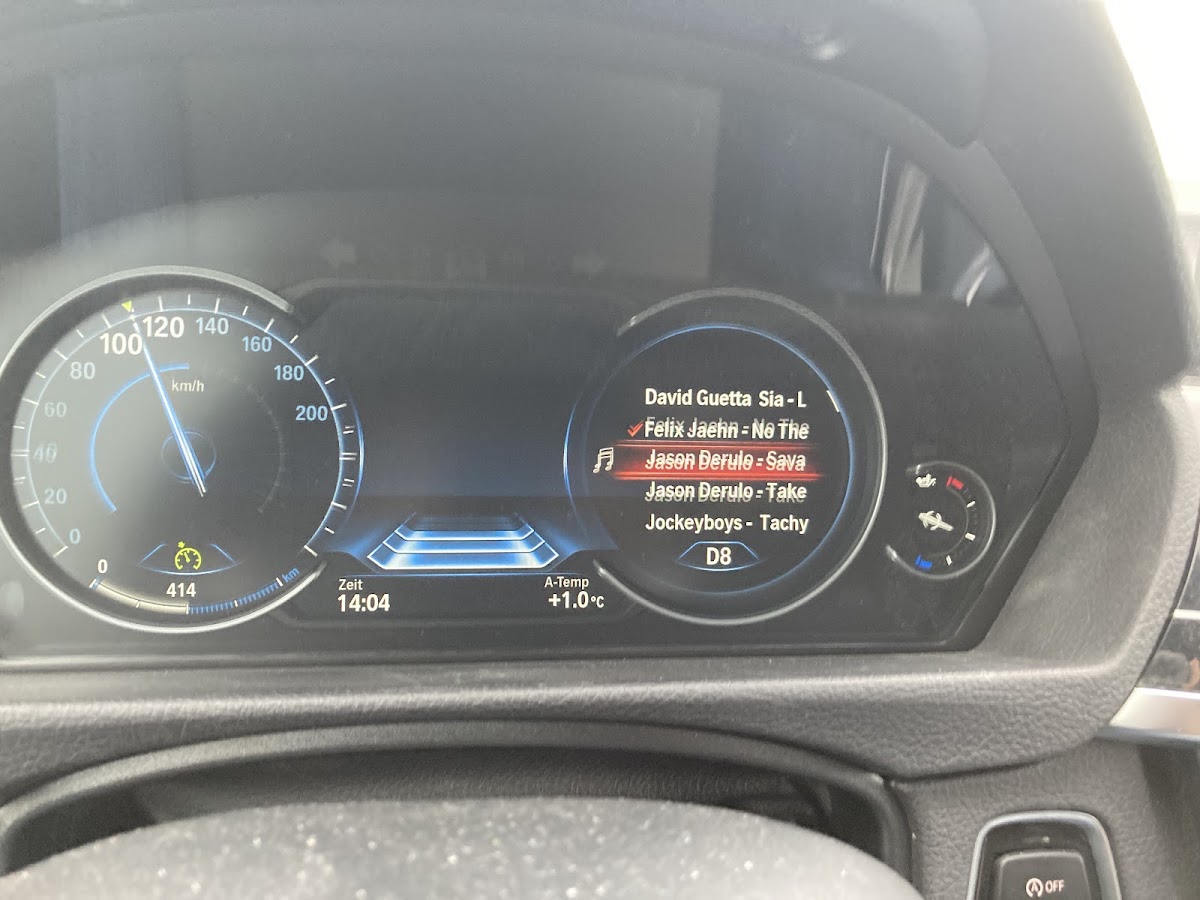 0
20
40
60
80
100
120
140
160
180
200
km/h
0
414
km
Zeit
14:04
A-Temp
+1.0°C
David Guetta Sia - L
Felix Jaehn - No The
Jason Derulo - Sava
Jason Derulo - Take
Jockeyboys - Tachy
D8
A OFF